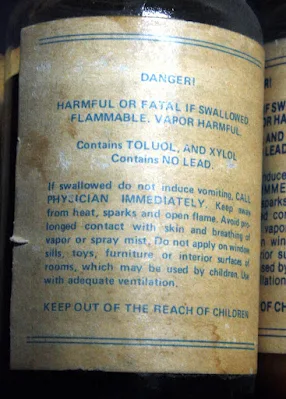 DANGER!
HARMFUL OR FATAL IF SWALLOWED
FLAMMABLE. VAPOR HARMFUL.
Contains TOLUOL, AND XYLOL
Contains NO LEAD.
If swallowed do not induce vomiting, CALL
PHYSICIAN IMMEDIATELY. Keep away
from heat, sparks and open flame. Avoid pro-
longed contact with skin and breathing of
vapor or spray mist. Do not apply on window
sills, toys, furniture or interior surfaces of
rooms, which may be used by children. Use
with adequate ventilation.
KEEP OUT OF THE REACH OF CHILDREN